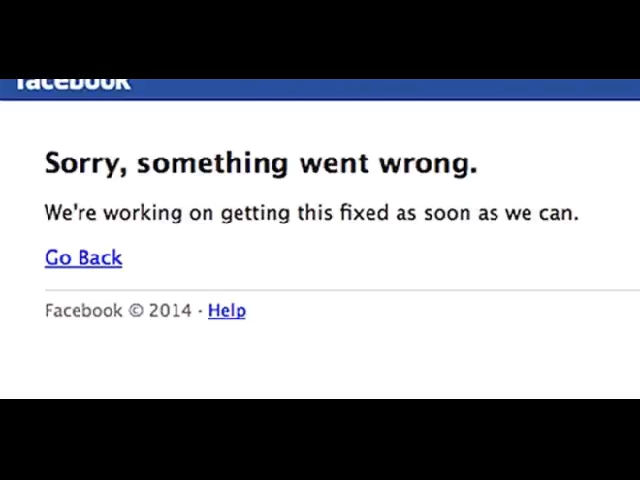 facebook
Sorry, something went wrong.
We're working on getting this fixed as soon as we can.
Go Back
Facebook © 2014 · Help